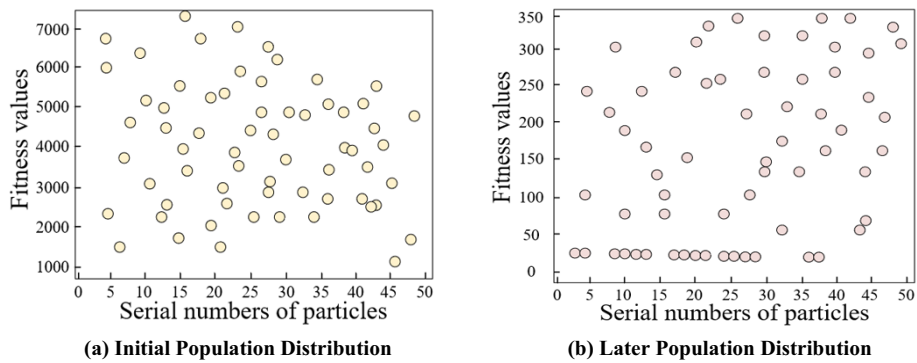 7000
6000
5000
4000
3000
2000
1000
Fitness values
0 5 10 15 20 25 30 35 40 45 50
Serial numbers of particles
(a) Initial Population Distribution
350
300
250
200
150
100
50
0
Fitness values
0 5 10 15 20 25 30 35 40 45 50
Serial numbers of particles
(b) Later Population Distribution